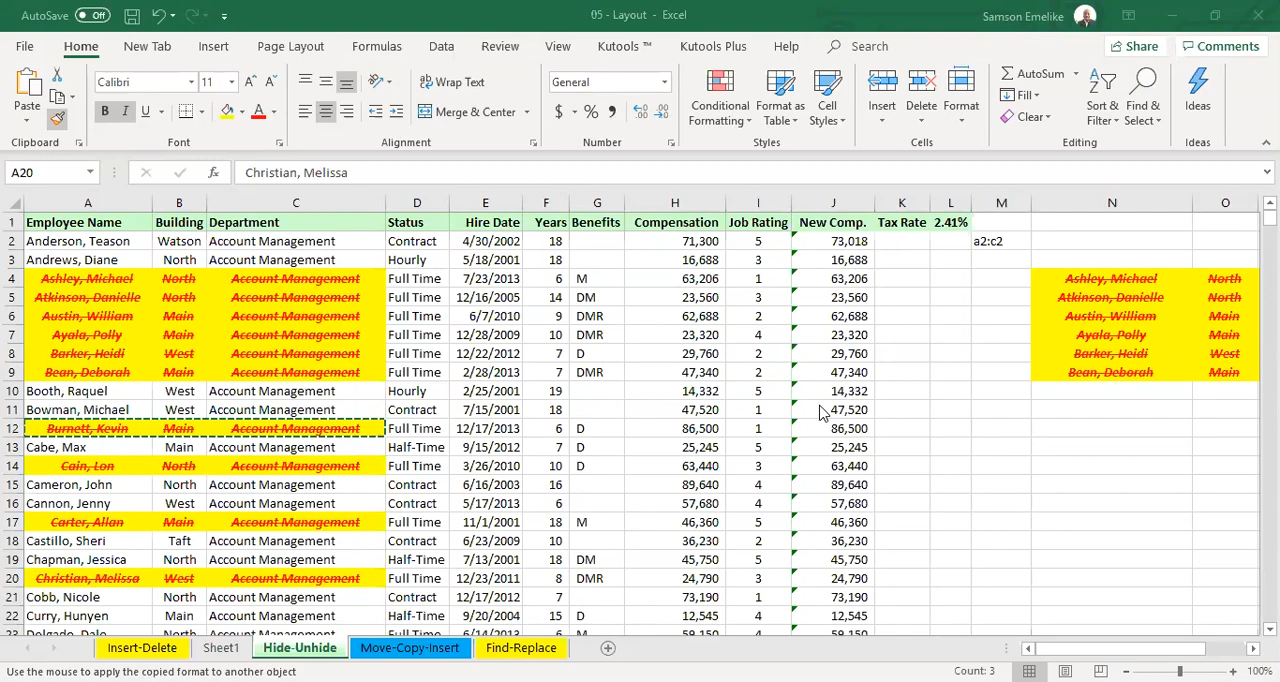 AutoSave Off 05 - Layout - Excel Samson Emelike
File Home New Tab Insert Page Layout Formulas Data Review View Kutools ™ Kutools Plus Help Search Share Comments
Calibri 11 Wrap Text General AutoSum
Fill
Paste B I U Merge & Center $ % Conditional Formatting Format as Table Cell Styles Insert Delete Format Clear Sort & Filter Find & Select Ideas
Clipboard Font Alignment Number Styles Cells Editing Ideas
A20 fx Christian, Melissa
A B C D E F G H I J K L M N O
1 Employee Name Building Department Status Hire Date Years Benefits Compensation Job Rating New Comp. Tax Rate 2.41%
2 Anderson, Teason Watson Account Management Contract 4/30/2002 18 71,300 5 73,018 a2:c2
3 Andrews, Diane North Account Management Hourly 5/18/2001 18 16,688 3 16,688
4 Ashley, Michael North Account Management Full Time 7/23/2013 6 M 63,206 1 63,206 Ashley, Michael North
5 Atkinson, Danielle North Account Management Full Time 12/16/2005 14 DM 23,560 3 23,560 Atkinson, Danielle North
6 Austin, William Main Account Management Full Time 6/7/2010 9 DMR 62,688 2 62,688 Austin, William Main
7 Ayala, Polly Main Account Management Full Time 12/28/2009 10 DMR 23,320 4 23,320 Ayala, Polly Main
8 Barker, Heidi West Account Management Full Time 12/22/2012 7 D 29,760 2 29,760 Barker, Heidi West
9 Bean, Deborah Main Account Management Full Time 2/28/2013 7 DMR 47,340 2 47,340 Bean, Deborah Main
10 Booth, Raquel West Account Management Hourly 2/25/2001 19 14,332 5 14,332
11 Bowman, Michael West Account Management Contract 7/15/2001 18 47,520 1 47,520
12 Burnett, Kevin Main Account Management Full Time 12/17/2013 6 D 86,500 1 86,500
13 Cabe, Max Main Account Management Half-Time 9/15/2012 7 D 25,245 5 25,245
14 Cain, Lon North Account Management Full Time 3/26/2010 10 D 63,440 3 63,440
15 Cameron, John North Account Management Contract 6/16/2003 16 89,640 4 89,640
16 Cannon, Jenny West Account Management Contract 5/17/2013 6 57,680 4 57,680
17 Carter, Allan Main Account Management Full Time 11/1/2001 18 M 46,360 5 46,360
18 Castillo, Sheri Taft Account Management Contract 6/23/2009 10 36,230 2 36,230
19 Chapman, Jessica North Account Management Half-Time 7/13/2001 18 DM 45,750 5 45,750
20 Christian, Melissa West Account Management Full Time 12/23/2011 8 DMR 24,790 3 24,790
21 Cobb, Nicole North Account Management Contract 12/17/2012 7 73,190 1 73,190
22 Curry, Hunyen Main Account Management Half-Time 9/20/2004 15 D 12,545 4 12,545
23 Delgado, Dale North Account Management Full Time 6/14/2013 6 M 59,150 4 59,150
Insert-Delete Sheet1 Hide-Unhide Move-Copy-Insert Find-Replace
Use the mouse to apply the copied format to another object Count: 3 100%